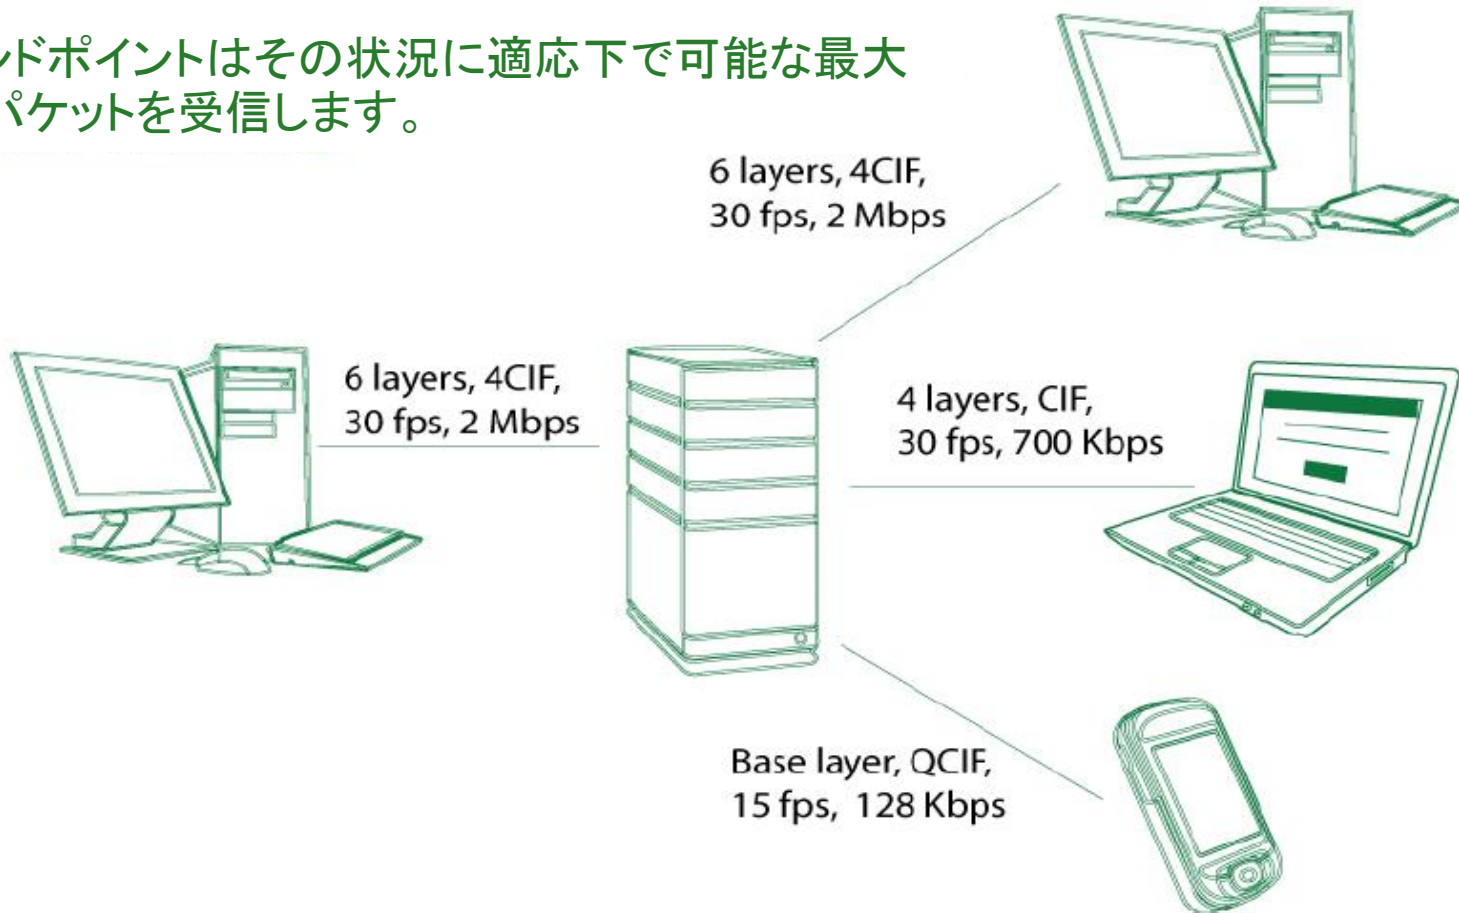 ンドポイントはその状況に適応下で可能な最大
パケットを受信します。
6 layers, 4CIF,
30 fps, 2 Mbps
6 layers, 4CIF,
30 fps, 2 Mbps
4 layers, CIF,
30 fps, 700 Kbps
Base layer, QCIF,
15 fps, 128 Kbps